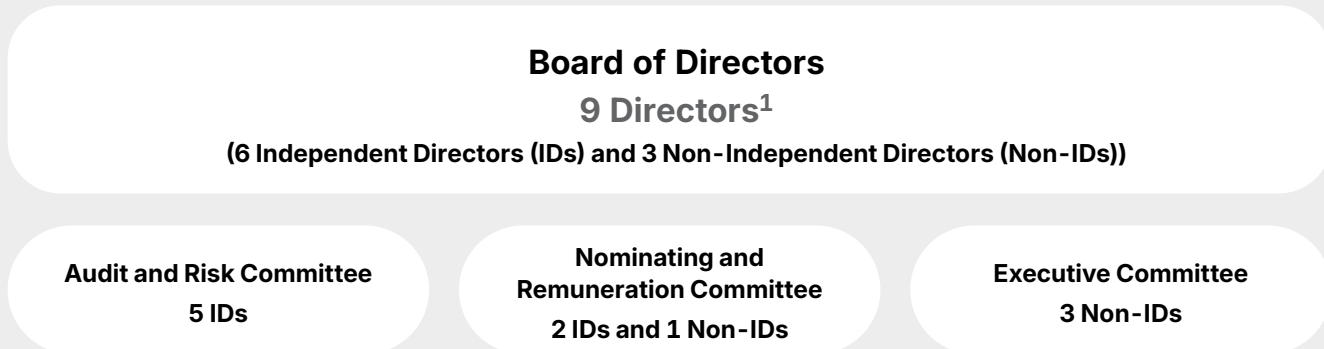 Board of Directors
9 Directors¹
(6 Independent Directors (IDs) and 3 Non-Independent Directors (Non-IDs))
Audit and Risk Committee
5 IDs
Nominating and
Remuneration Committee
2 IDs and 1 Non-IDs
Executive Committee
3 Non-IDs